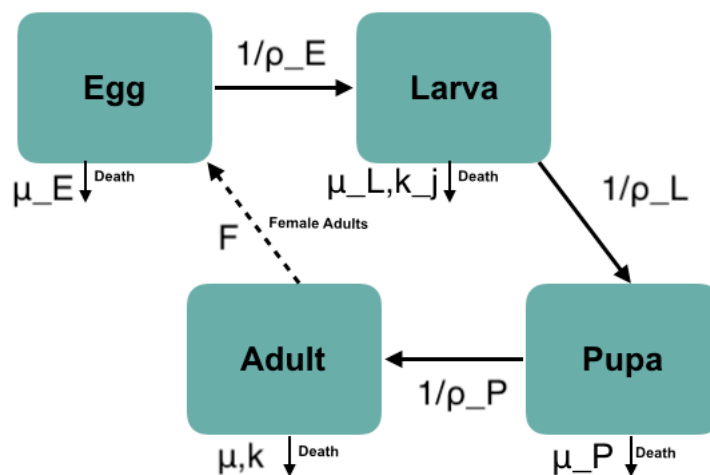 1/ρ_E
Egg
Larva
μ_E
Death
μ_L,k_j
Death
1/ρ_L
F
Female Adults
Adult
Pupa
1/ρ_P
μ,k
Death
μ_P
Death